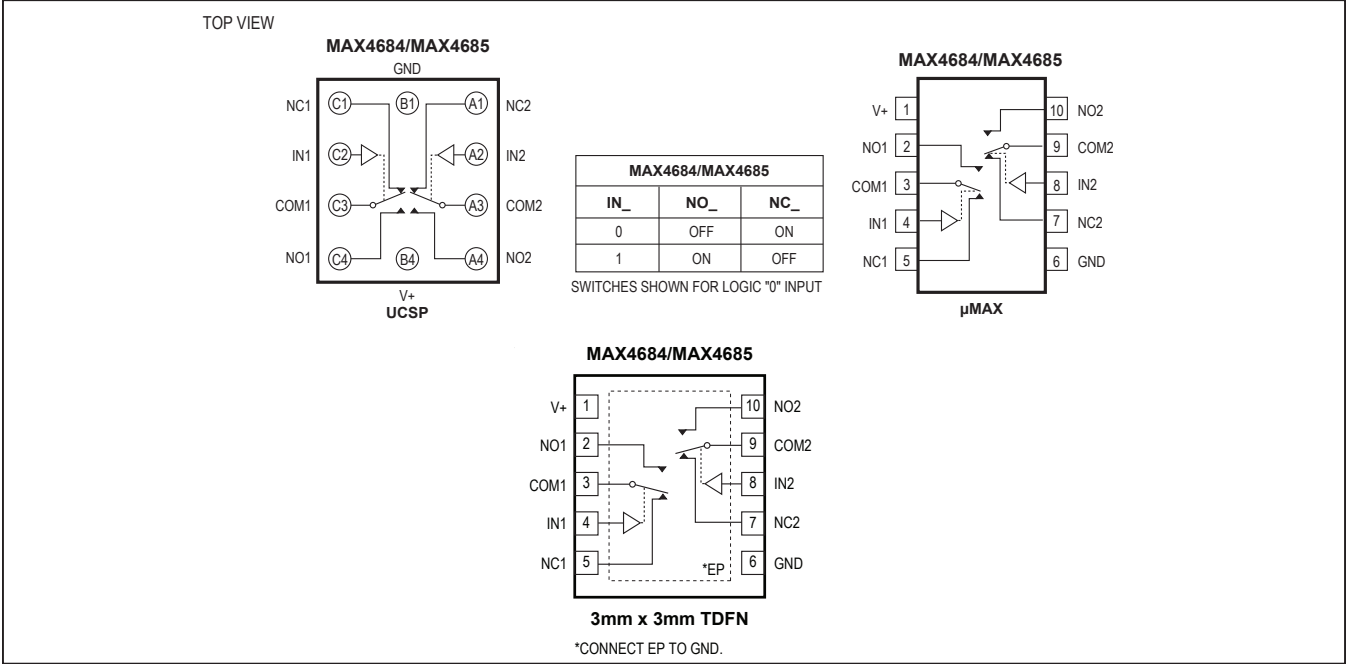 TOP VIEW
MAX4684/MAX4685
GND
NC1 C1 B1 A1 NC2
IN1 C2 A2 IN2
COM1 C3 A3 COM2
NO1 C4 B4 A4 NO2
V+
UCSP
MAX4684/MAX4685
IN_ NO_ NC_
0 OFF ON
1 ON OFF
SWITCHES SHOWN FOR LOGIC "0" INPUT
MAX4684/MAX4685
V+ 1 10 NO2
NO1 2 9 COM2
COM1 3 8 IN2
IN1 4 7 NC2
NC1 5 6 GND
µMAX
MAX4684/MAX4685
V+ 1 10 NO2
NO1 2 9 COM2
COM1 3 8 IN2
IN1 4 7 NC2
NC1 5 *EP 6 GND
3mm x 3mm TDFN
*CONNECT EP TO GND.